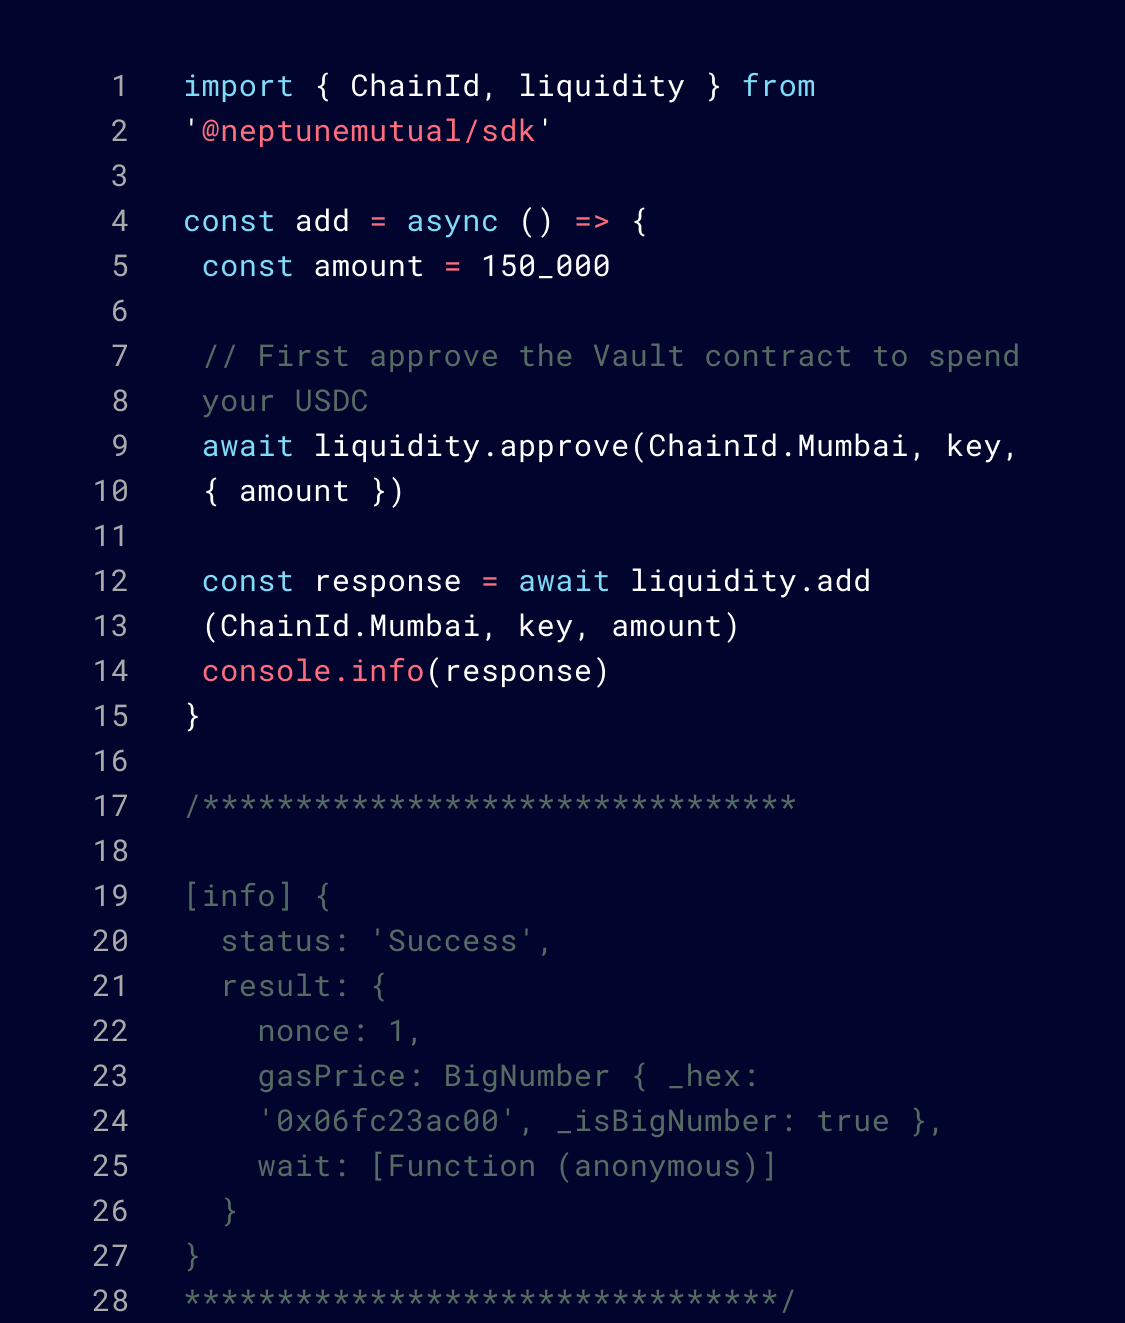 1 import { ChainId, liquidity } from
2 '@neptunemutual/sdk'
3
4 const add = async () => {
5 const amount = 150_000
6
7 // First approve the Vault contract to spend
8 your USDC
9 await liquidity.approve(ChainId.Mumbai, key,
10 { amount })
11
12 const response = await liquidity.add
13 (ChainId.Mumbai, key, amount)
14 console.info(response)
15 }
16
17 /********************************
18
19 [info] {
20 status: 'Success',
21 result: {
22 nonce: 1,
23 gasPrice: BigNumber { _hex:
24 '0x06fc23ac00', _isBigNumber: true },
25 wait: [Function (anonymous)]
26 }
27 }
28 ********************************/